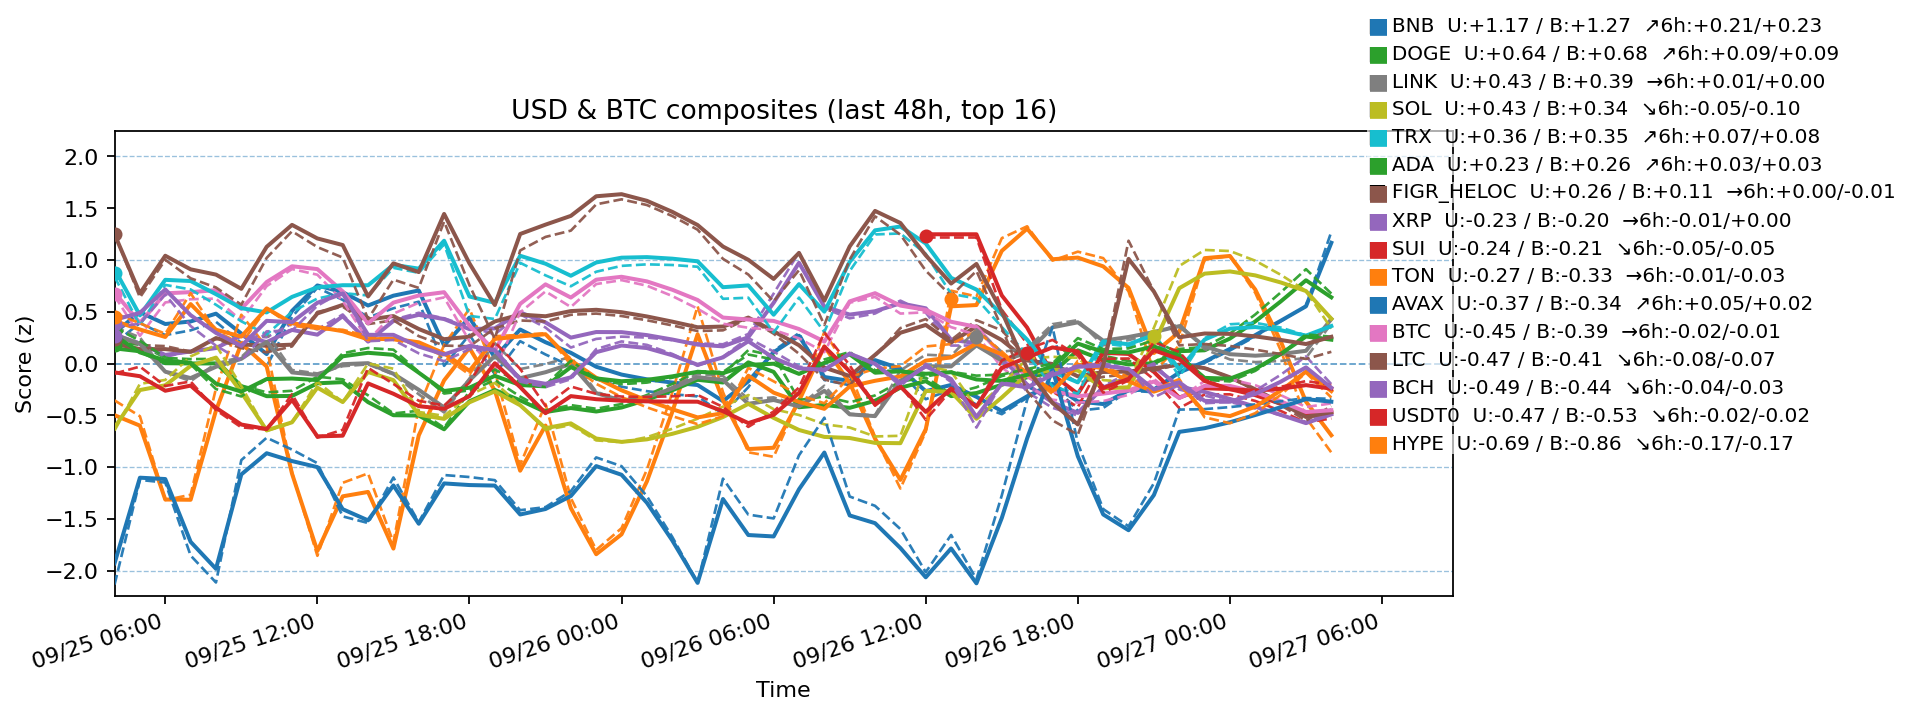 BNB  U:+1.17 / B:+1.27  ↗6h:+0.21/+0.23
DOGE  U:+0.64 / B:+0.68  ↗6h:+0.09/+0.09
LINK  U:+0.43 / B:+0.39  →6h:+0.01/+0.00
SOL  U:+0.43 / B:+0.34  ↘6h:-0.05/-0.10
TRX  U:+0.36 / B:+0.35  ↗6h:+0.07/+0.08
ADA  U:+0.23 / B:+0.26  ↗6h:+0.03/+0.03
FIGR_HELOC  U:+0.26 / B:+0.11  →6h:+0.00/-0.01
XRP  U:-0.23 / B:-0.20  →6h:-0.01/+0.00
SUI  U:-0.24 / B:-0.21  ↘6h:-0.05/-0.05
TON  U:-0.27 / B:-0.33  →6h:-0.01/-0.03
AVAX  U:-0.37 / B:-0.34  ↗6h:+0.05/+0.02
BTC  U:-0.45 / B:-0.39  →6h:-0.02/-0.01
LTC  U:-0.47 / B:-0.41  ↘6h:-0.08/-0.07
BCH  U:-0.49 / B:-0.44  ↘6h:-0.04/-0.03
USDT0  U:-0.47 / B:-0.53  ↘6h:-0.02/-0.02
HYPE  U:-0.69 / B:-0.86  ↘6h:-0.17/-0.17
USD & BTC composites (last 48h, top 16)
Score (z)
2.0
1.5
1.0
0.5
0.0
−0.5
−1.0
−1.5
−2.0
09/25 06:00
09/25 12:00
09/25 18:00
09/26 00:00
09/26 06:00
09/26 12:00
09/26 18:00
09/27 00:00
09/27 06:00
Time